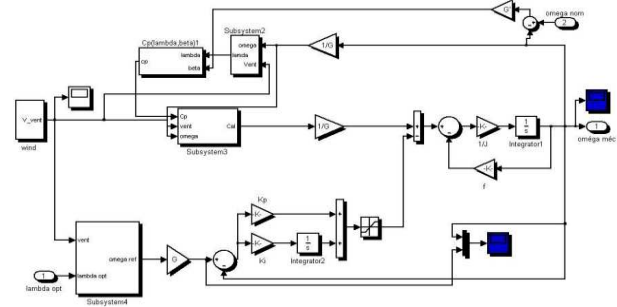 omega nom
2
G
Subsystem2
omega
lamda
Vent
1/G
Cp(lambda,beta)1
lambda
beta
cp
V_vent
wind
Cp
vent
omega
Cal
Subsystem3
1/G
-K-
1/J
1
s
Integrator1
1
oméga méc
-K-
f
Kp
-K-
-K-
Ki
1
s
Integrator2
vent
omega ref
lambda opt
Subsystem4
G
1
lambda opt